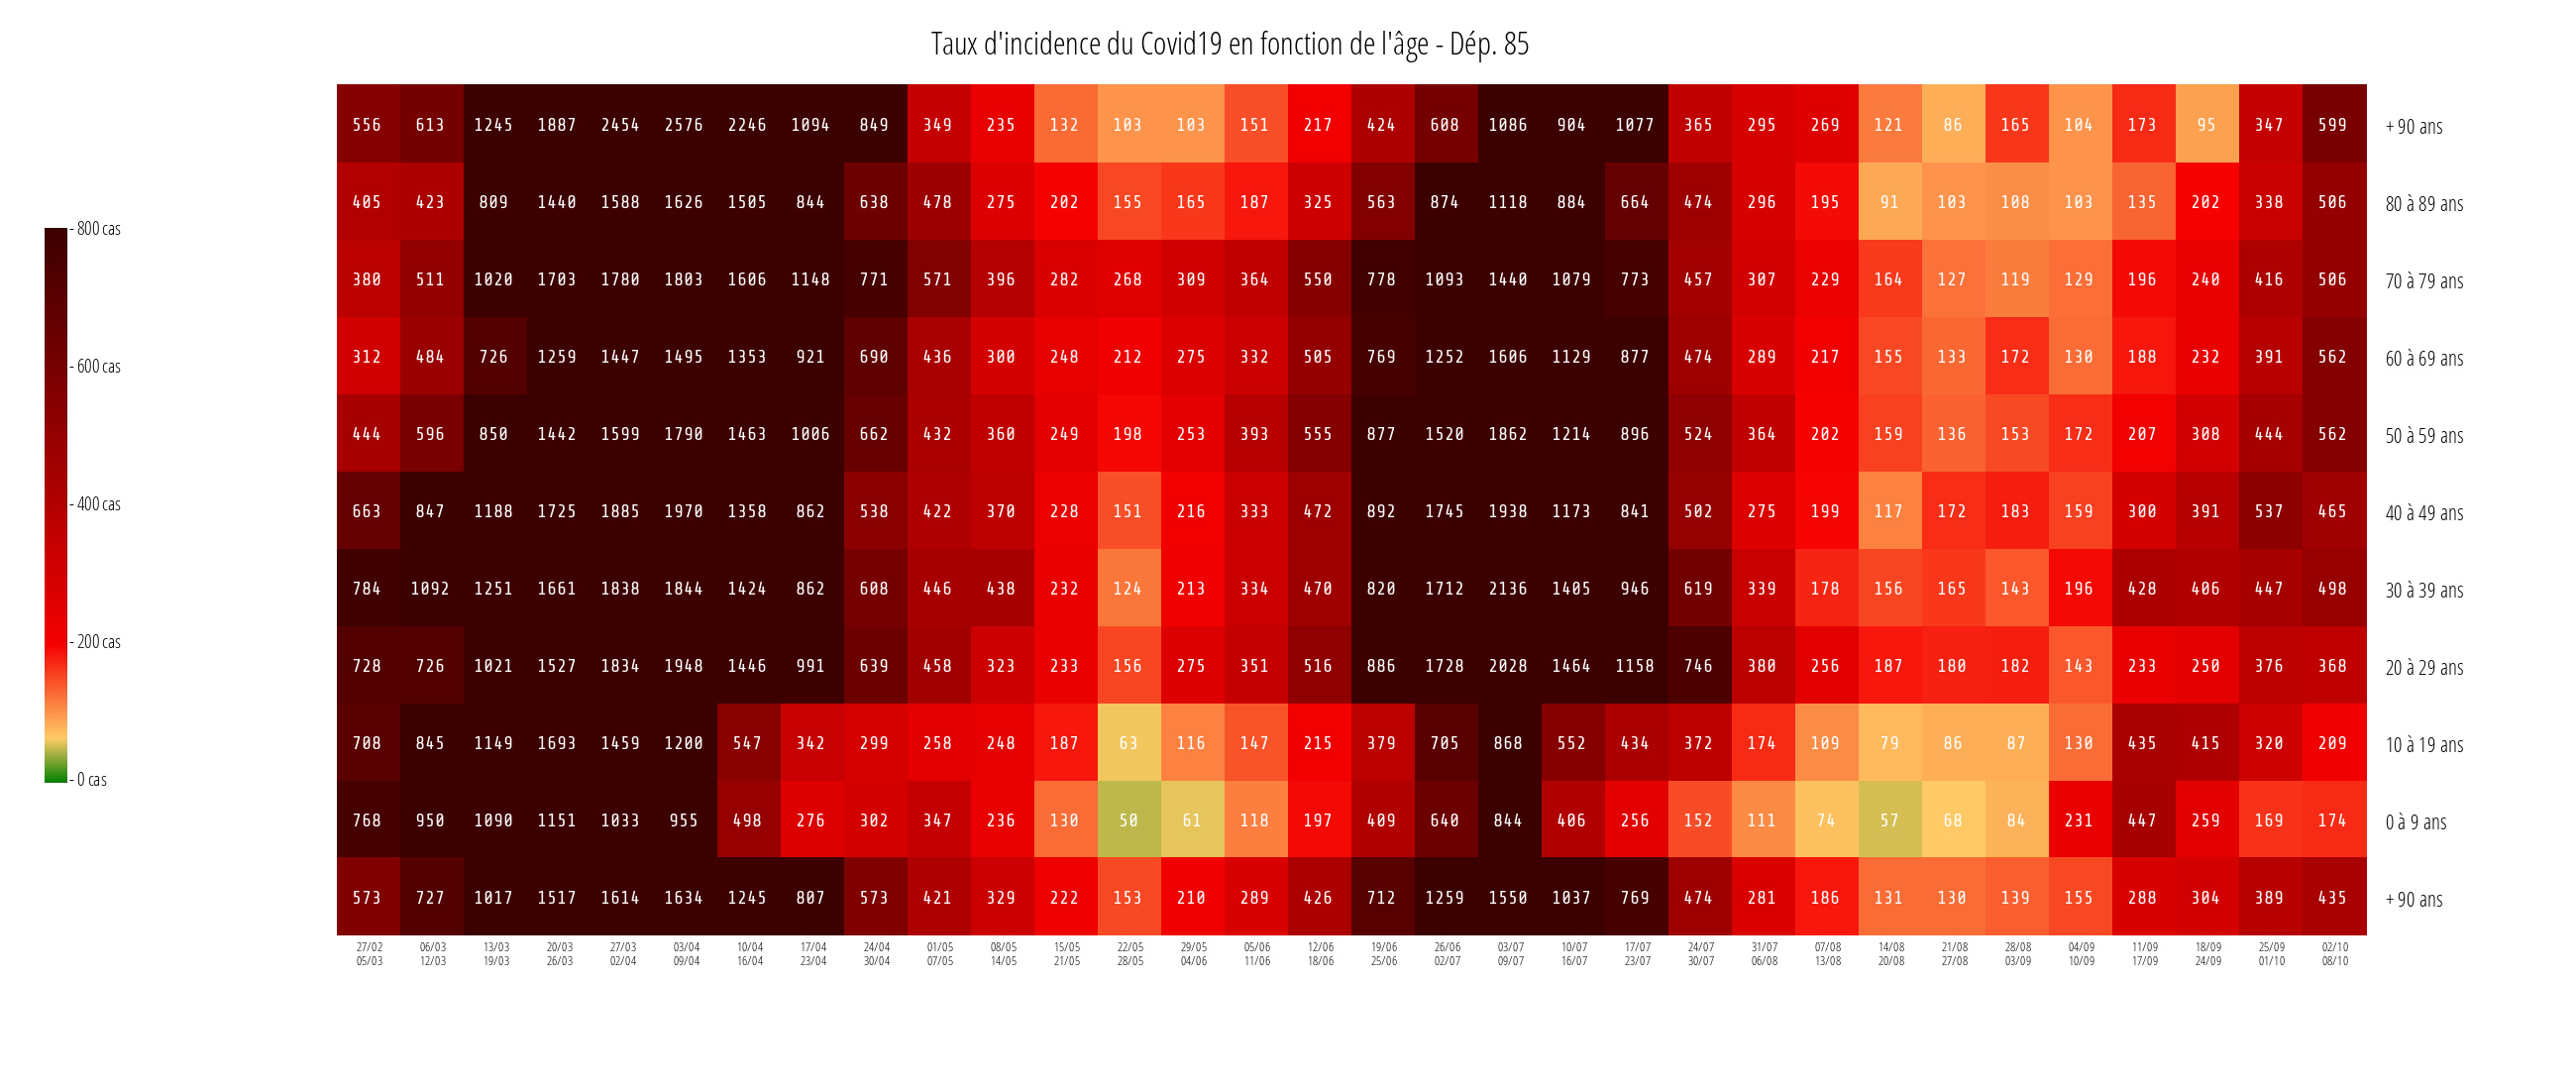 Taux d'incidence du Covid19 en fonction de l'âge - Dép. 85
556 613 1245 1887 2454 2576 2246 1094 849 349 235 132 103 103 151 217 424 608 1086 904 1077 365 295 269 121 86 165 104 173 95 347 599 + 90 ans
405 423 809 1440 1588 1626 1505 844 638 478 275 202 155 165 187 325 563 874 1118 884 664 474 296 195 91 103 108 103 135 202 338 506 80 à 89 ans
380 511 1020 1703 1780 1803 1606 1148 771 571 396 282 268 309 364 550 778 1093 1440 1079 773 457 307 229 164 127 119 129 196 240 416 506 70 à 79 ans
312 484 726 1259 1447 1495 1353 921 690 436 300 248 212 275 332 505 769 1252 1606 1129 877 474 289 217 155 133 172 130 188 232 391 562 60 à 69 ans
444 596 850 1442 1599 1790 1463 1006 662 432 360 249 198 253 393 555 877 1520 1862 1214 896 524 364 202 159 136 153 172 207 308 444 562 50 à 59 ans
663 847 1188 1725 1885 1970 1358 862 538 422 370 228 151 216 333 472 892 1745 1938 1173 841 502 275 199 117 172 183 159 300 391 537 465 40 à 49 ans
784 1092 1251 1661 1838 1844 1424 862 608 446 438 232 124 213 334 470 820 1712 2136 1405 946 619 339 178 156 165 143 196 428 406 447 498 30 à 39 ans
728 726 1021 1527 1834 1948 1446 991 639 458 323 233 156 275 351 516 886 1728 2028 1464 1158 746 380 256 187 180 182 143 233 250 376 368 20 à 29 ans
708 845 1149 1693 1459 1200 547 342 299 258 248 187 63 116 147 215 379 705 868 552 434 372 174 109 79 86 87 130 435 415 320 209 10 à 19 ans
768 950 1090 1151 1033 955 498 276 302 347 236 130 50 61 118 197 409 640 844 406 256 152 111 74 57 68 84 231 447 259 169 174 0 à 9 ans
573 727 1017 1517 1614 1634 1245 807 573 421 329 222 153 210 289 426 712 1259 1550 1037 769 474 281 186 131 130 139 155 288 304 389 435 + 90 ans
27/02 06/03 13/03 20/03 27/03 03/04 10/04 17/04 24/04 01/05 08/05 15/05 22/05 29/05 05/06 12/06 19/06 26/06 03/07 10/07 17/07 24/07 31/07 07/08 14/08 21/08 28/08 04/09 11/09 18/09 25/09 02/10
05/03 12/03 19/03 26/03 02/04 09/04 16/04 23/04 30/04 07/05 14/05 21/05 28/05 04/06 11/06 18/06 25/06 02/07 09/07 16/07 23/07 30/07 06/08 13/08 20/08 27/08 03/09 10/09 17/09 24/09 01/10 08/10
- 800 cas
- 600 cas
- 400 cas
- 200 cas
- 0 cas